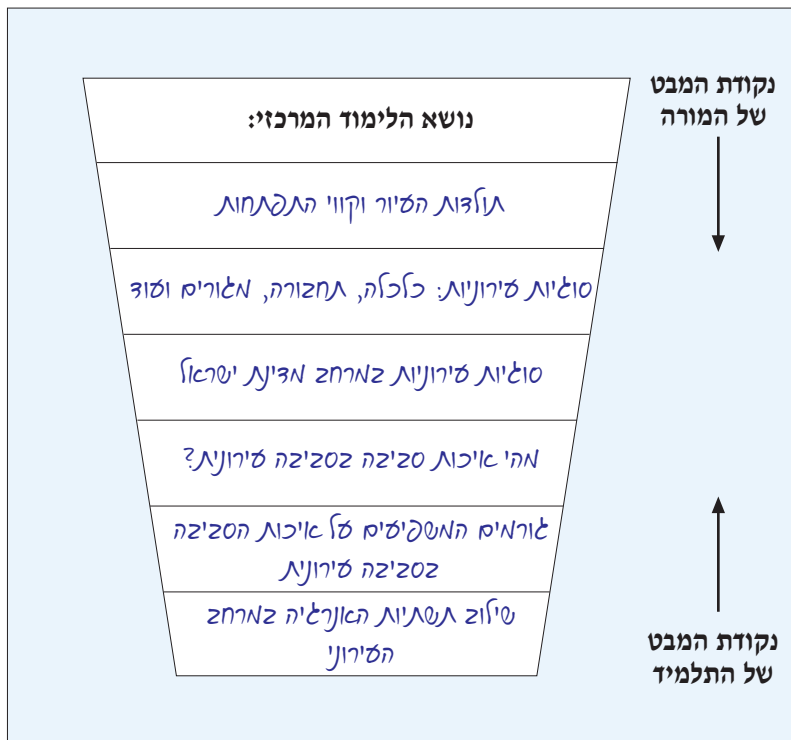 נקודת המבט
של המורה
נושא הלימוד המרכזי:
תולדות העיור וקווי התפתחות
סוגיות עירוניות: כלכלה, תחבורה, מגורים ועוד
סוגיות עירוניות במרחב מדינת ישראל
מהי איכות סביבה בסביבה עירונית?
גורמים המשפיעים על איכות הסביבה
בסביבה עירונית
שילוב תשתיות האנרגיה במרחב
העירוני
נקודת המבט
של התלמיד